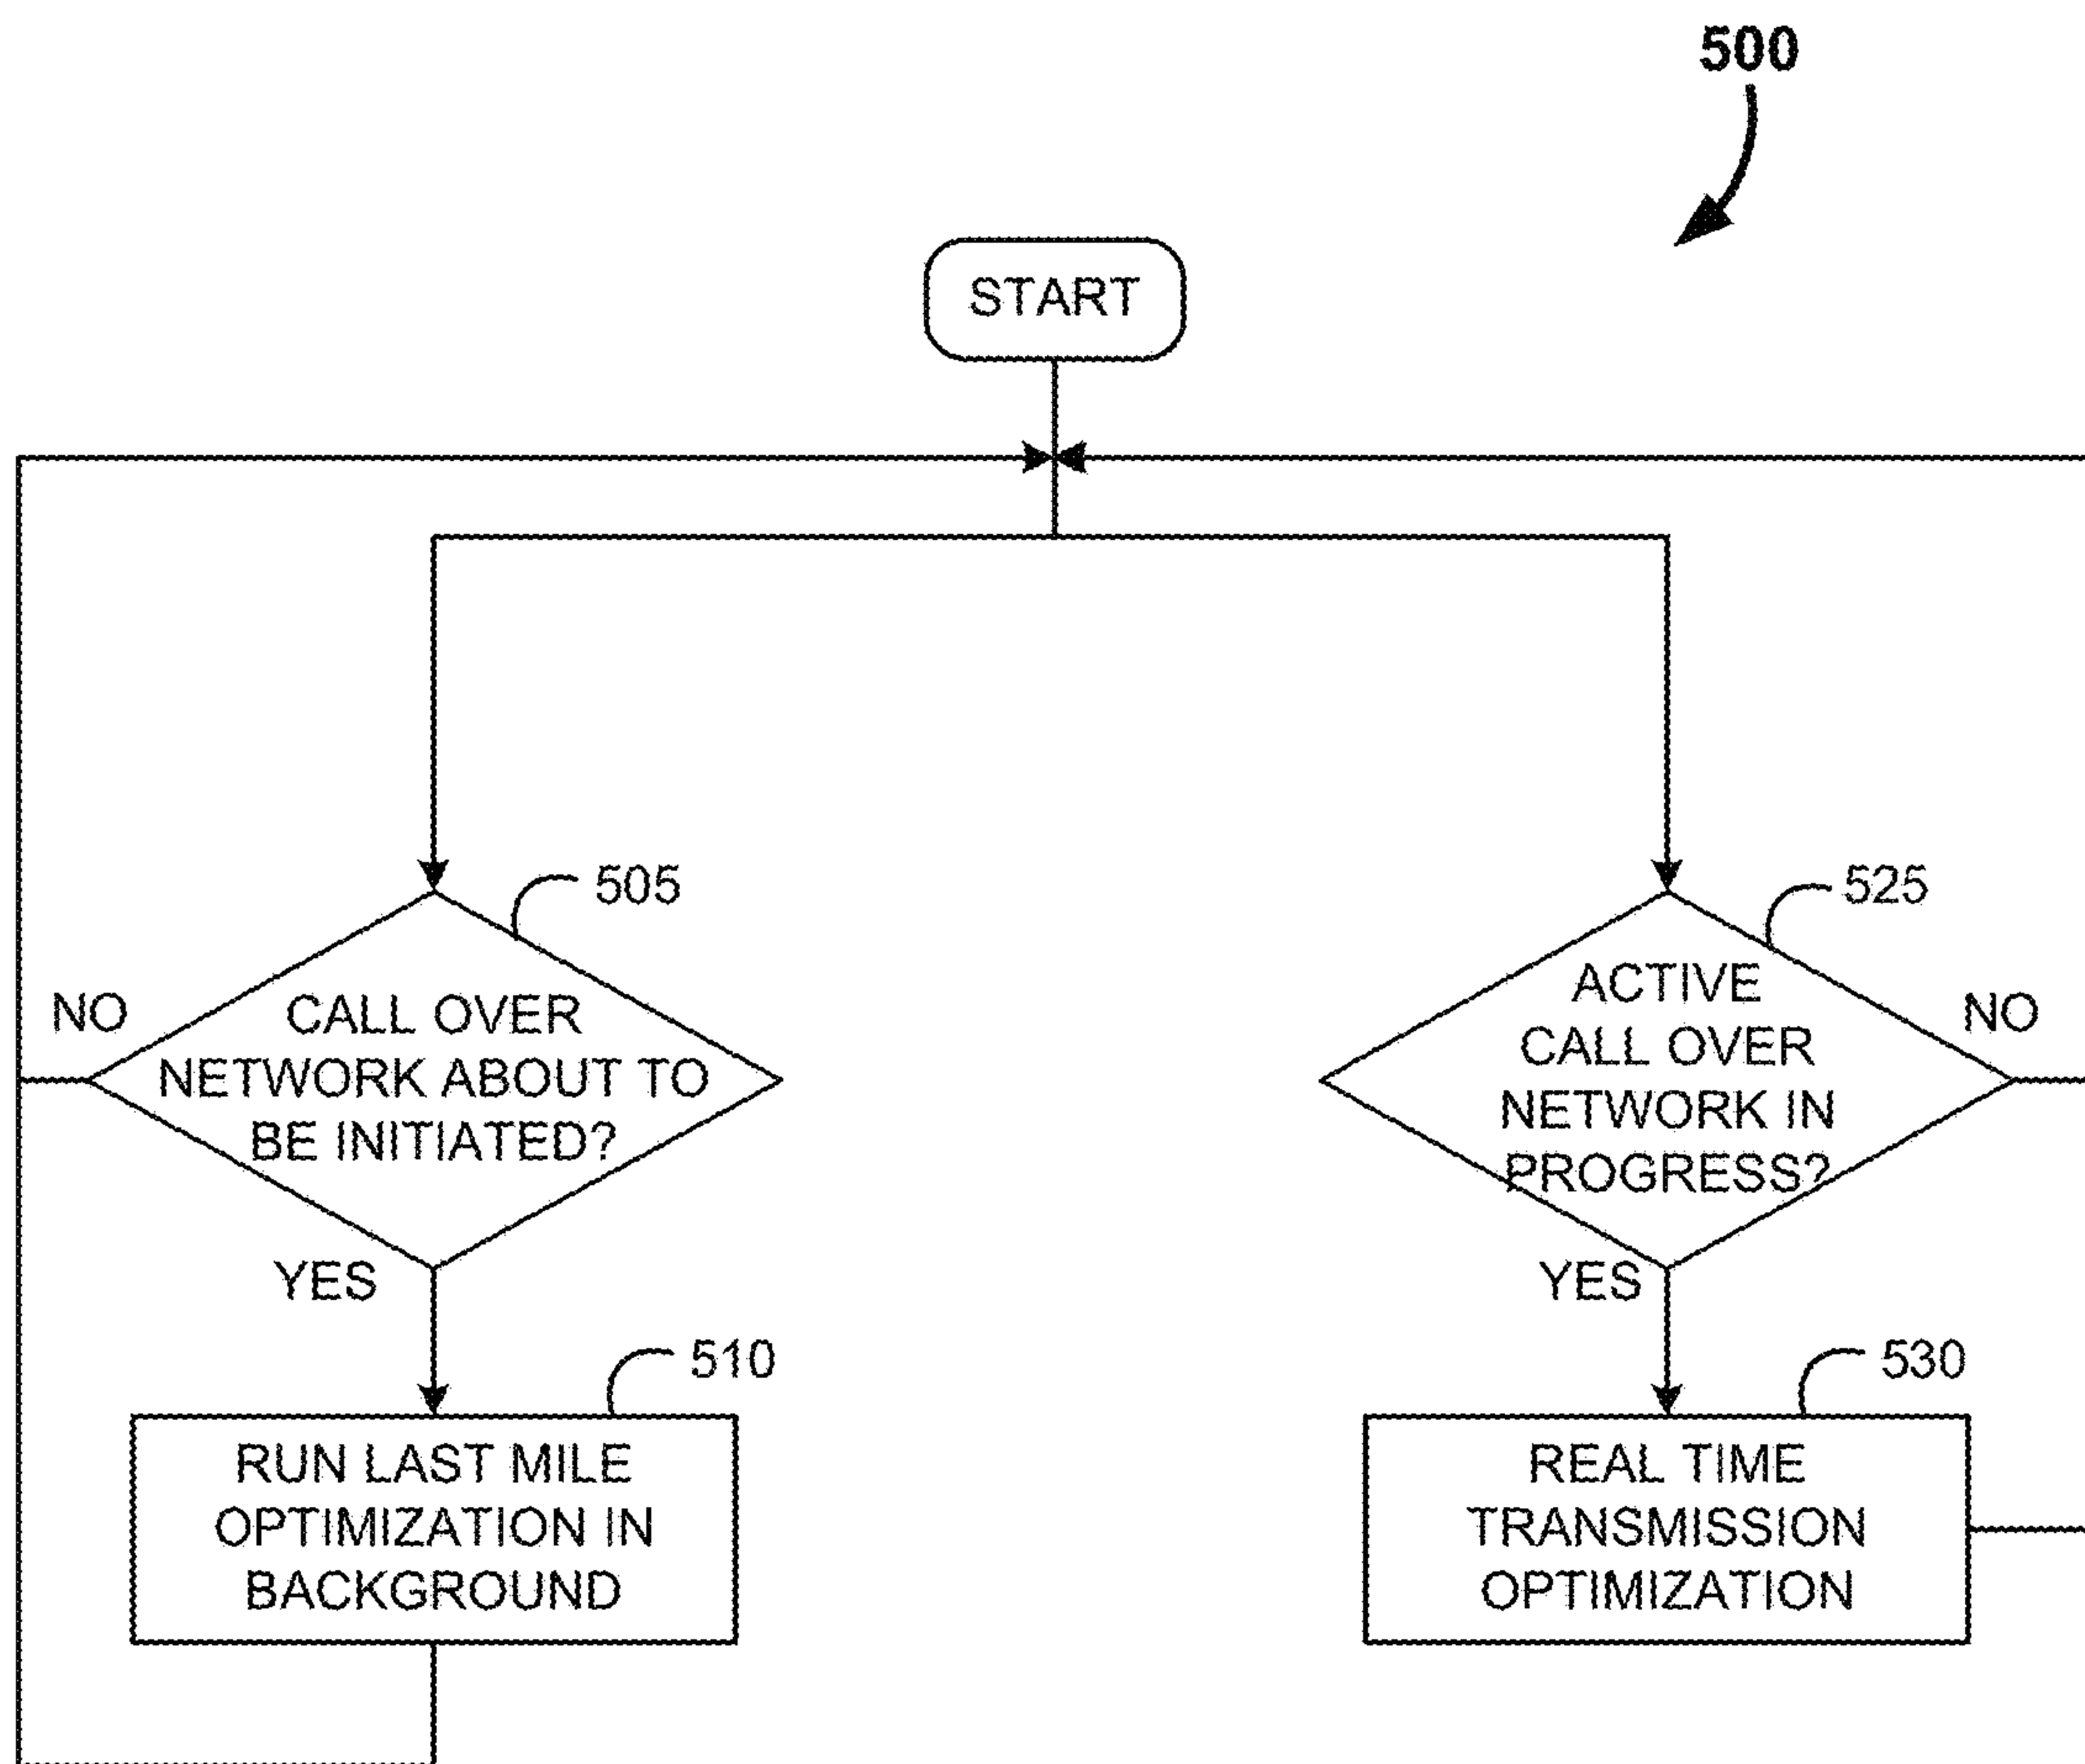 500
START
505
NO
CALL OVER
NETWORK ABOUT TO
BE INITIATED?
YES
510
RUN LAST MILE
OPTIMIZATION IN
BACKGROUND
525
ACTIVE
CALL OVER
NETWORK IN
PROGRESS?
NO
YES
530
REAL TIME
TRANSMISSION
OPTIMIZATION